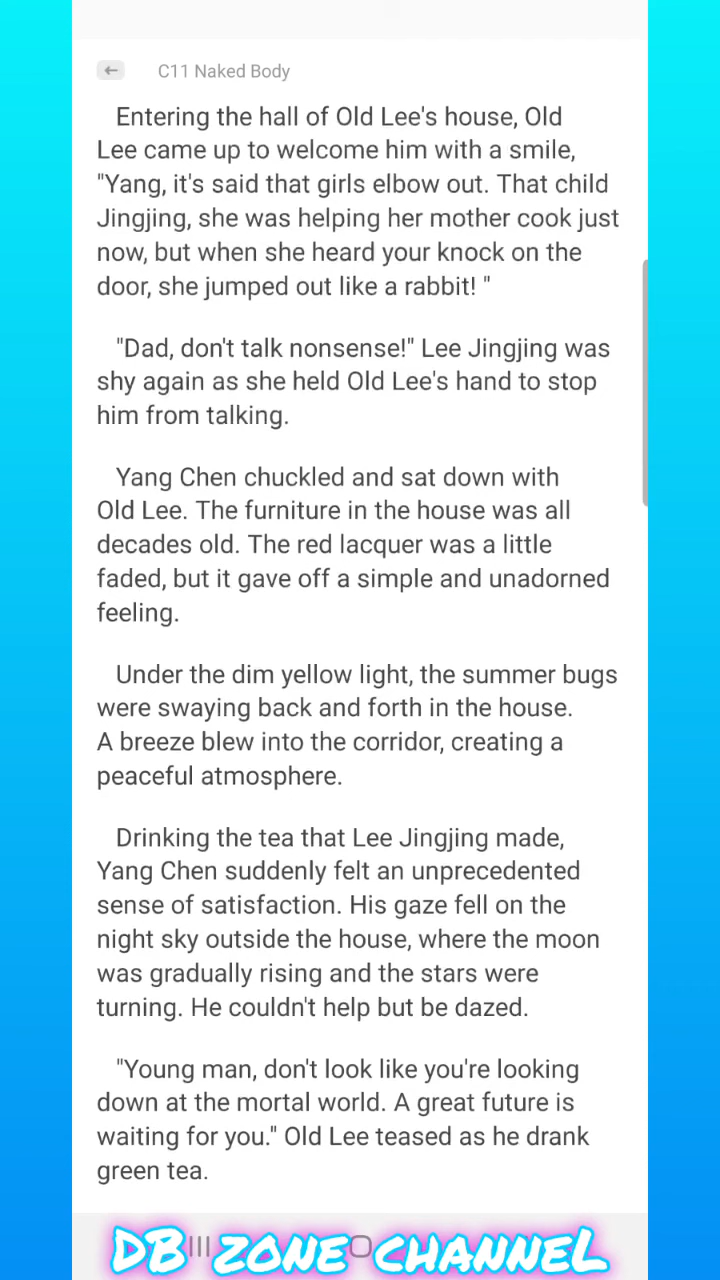 C11 Naked Body
Entering the hall of Old Lee's house, Old
Lee came up to welcome him with a smile,
"Yang, it's said that girls elbow out. That child
Jingjing, she was helping her mother cook just
now, but when she heard your knock on the
door, she jumped out like a rabbit! "
"Dad, don't talk nonsense!" Lee Jingjing was
shy again as she held Old Lee's hand to stop
him from talking.
Yang Chen chuckled and sat down with
Old Lee. The furniture in the house was all
decades old. The red lacquer was a little
faded, but it gave off a simple and unadorned
feeling.
Under the dim yellow light, the summer bugs
were swaying back and forth in the house.
A breeze blew into the corridor, creating a
peaceful atmosphere.
Drinking the tea that Lee Jingjing made,
Yang Chen suddenly felt an unprecedented
sense of satisfaction. His gaze fell on the
night sky outside the house, where the moon
was gradually rising and the stars were
turning. He couldn't help but be dazed.
"Young man, don't look like you're looking
down at the mortal world. A great future is
waiting for you." Old Lee teased as he drank
green tea.
DB ZONE CHANNEL